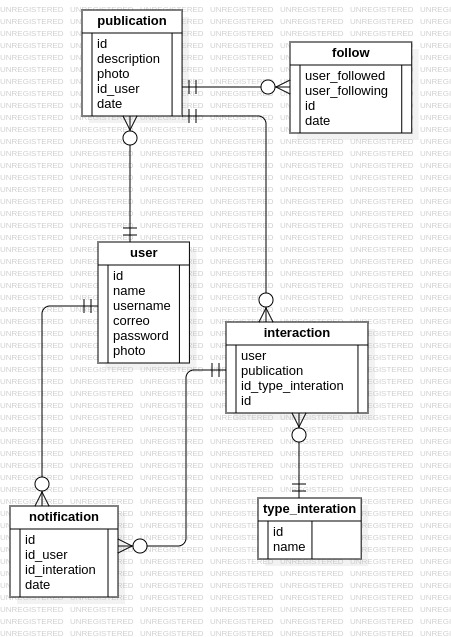 publication
id
description
photo
id_user
date
follow
user_followed
user_following
id
date
user
id
name
username
correo
password
photo
interaction
user
publication
id_type_interation
id
notification
id
id_user
id_interation
date
type_interation
id
name
UNREGISTERED